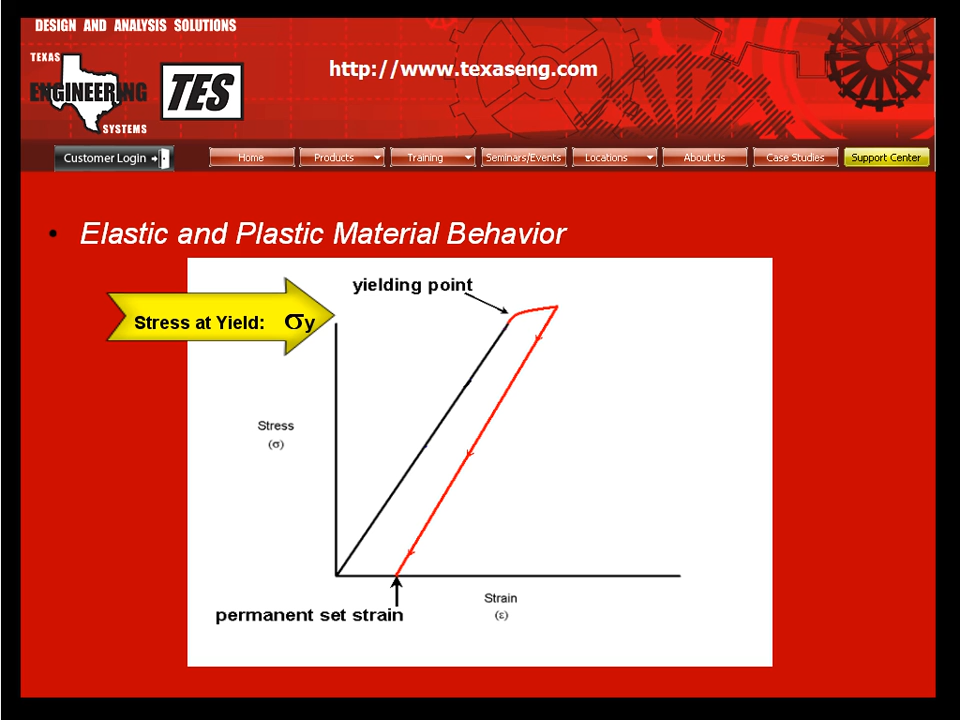 DESIGN AND ANALYSIS SOLUTIONS
TEXAS
ENGINEERING
SYSTEMS
TES
http://www.texaseng.com
Customer Login
Home
Products
Training
Seminars/Events
Locations
About Us
Case Studies
Support Center
• Elastic and Plastic Material Behavior
yielding point
Stress at Yield: σy
Stress
(σ)
Strain
(ε)
permanent set strain